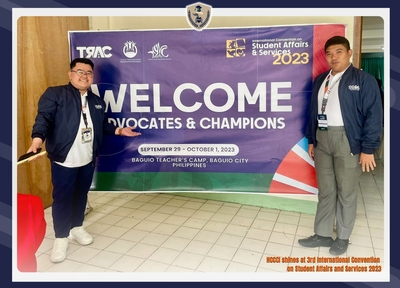 TRAC
International Convention on
Student Affairs
& Services
2023
WELCOME
ADVOCATES & CHAMPIONS
SEPTEMBER 29 - OCTOBER 1, 2023
BAGUIO TEACHER'S CAMP, BAGUIO CITY
PHILIPPINES
HCCCI shines at 3rd International Convention
on Student Affairs and Services 2023